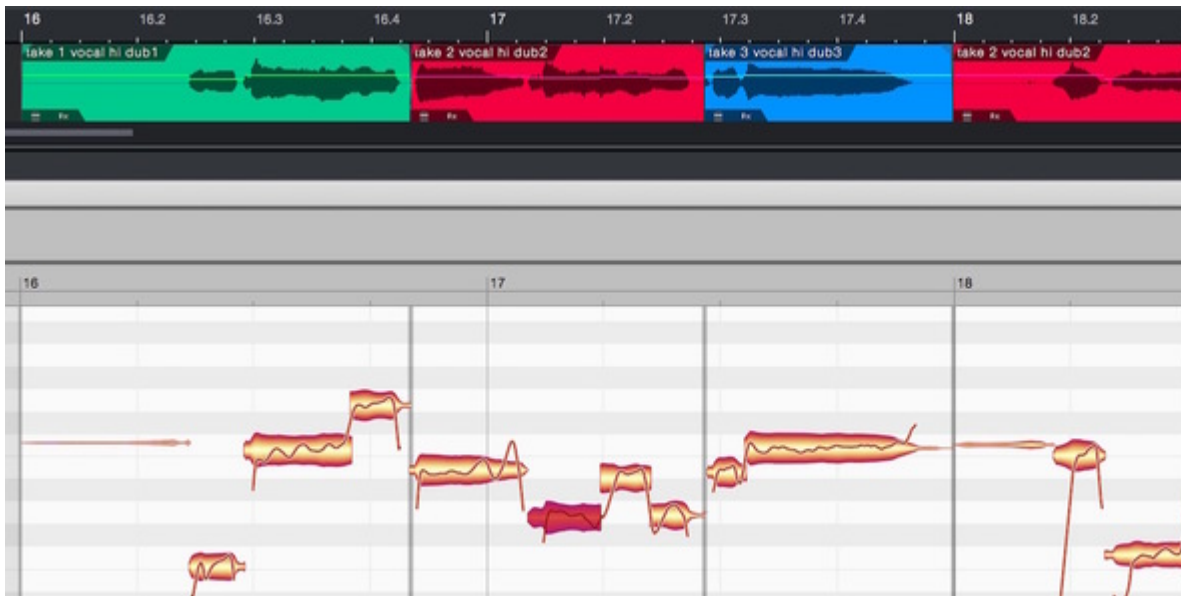 16 16.2 16.3 16.4 17 17.2 17.3 17.4 18 18.2
take 1 vocal hi dub1 take 2 vocal hi dub2 take 3 vocal hi dub3 take 2 vocal hi dub2
16 17 18